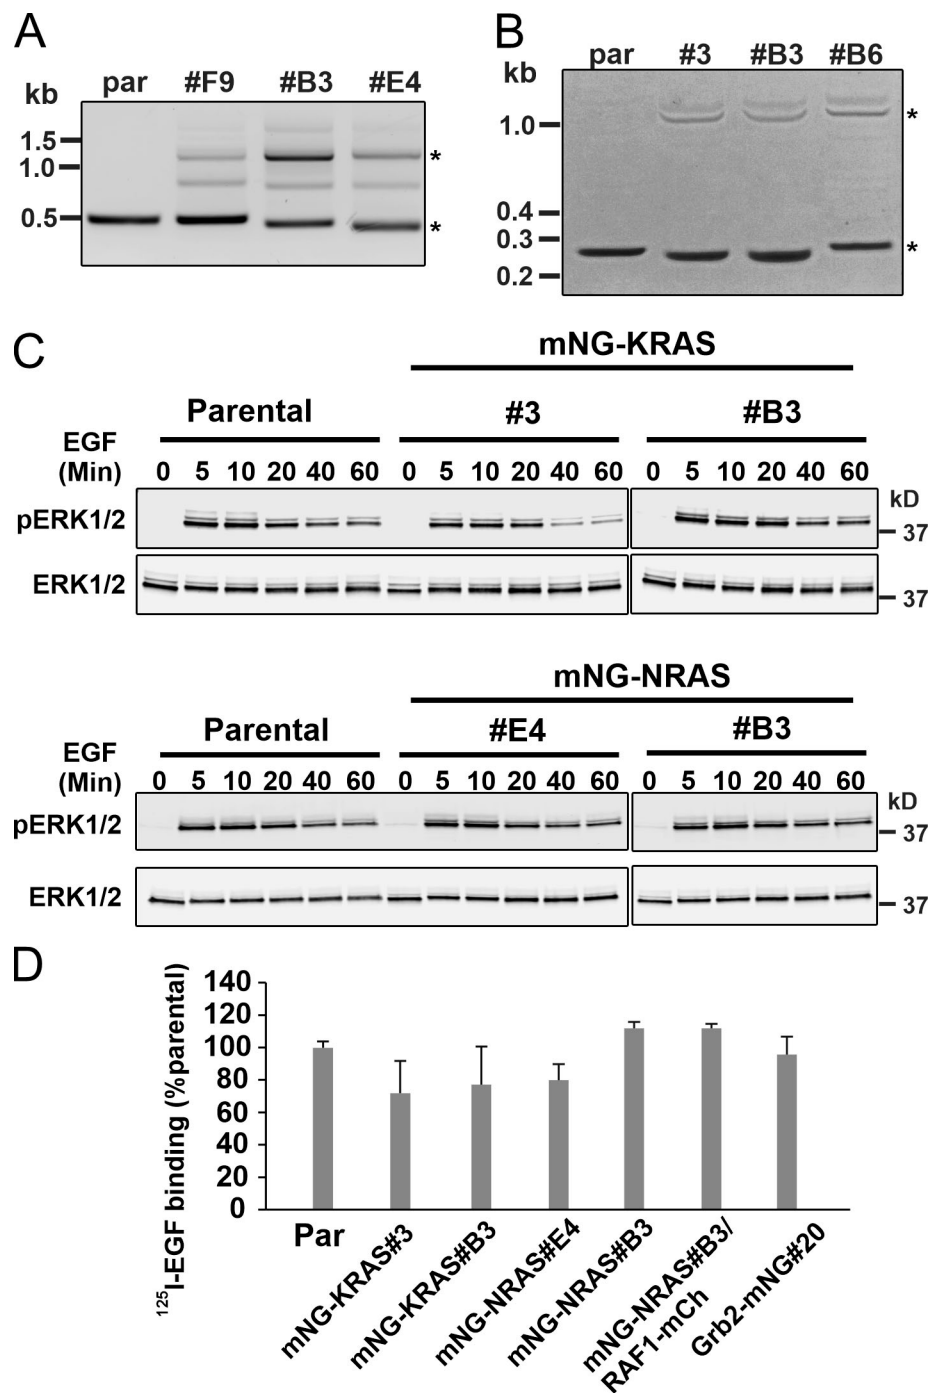 A
par #F9 #B3 #E4
kb
1.5
1.0
0.5
*
*
B
par #3 #B3 #B6
kb
1.0
0.4
0.3
0.2
*
*
C
mNG-KRAS
Parental #3 #B3
EGF
(Min)
0 5 10 20 40 60 0 5 10 20 40 60 0 5 10 20 40 60
kD
pERK1/2
37
ERK1/2
37
mNG-NRAS
Parental #E4 #B3
EGF
(Min)
0 5 10 20 40 60 0 5 10 20 40 60 0 5 10 20 40 60
kD
pERK1/2
37
ERK1/2
37
D
125I-EGF binding (%parental)
140
120
100
80
60
40
20
0
Par
mNG-KRAS#3
mNG-KRAS#B3
mNG-NRAS#E4
mNG-NRAS#B3
mNG-NRAS#B3/
RAF1-mCh
Grb2-mNG#20